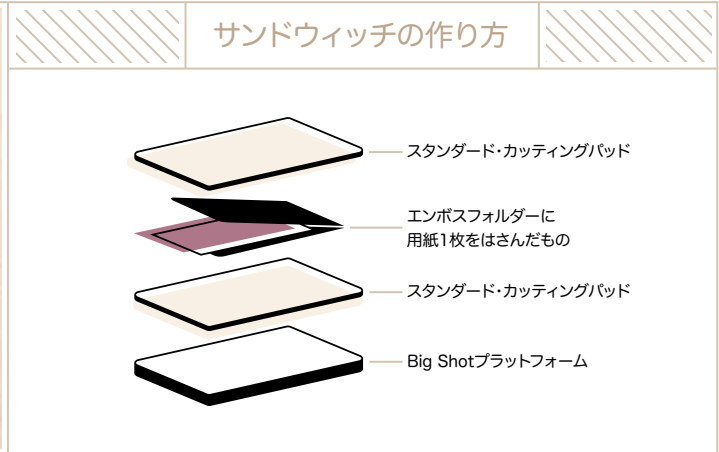 サンドウィッチの作り方
スタンダード・カッティングパッド
エンボスフォルダーに
用紙1枚をはさんだもの
スタンダード・カッティングパッド
Big Shotプラットフォーム